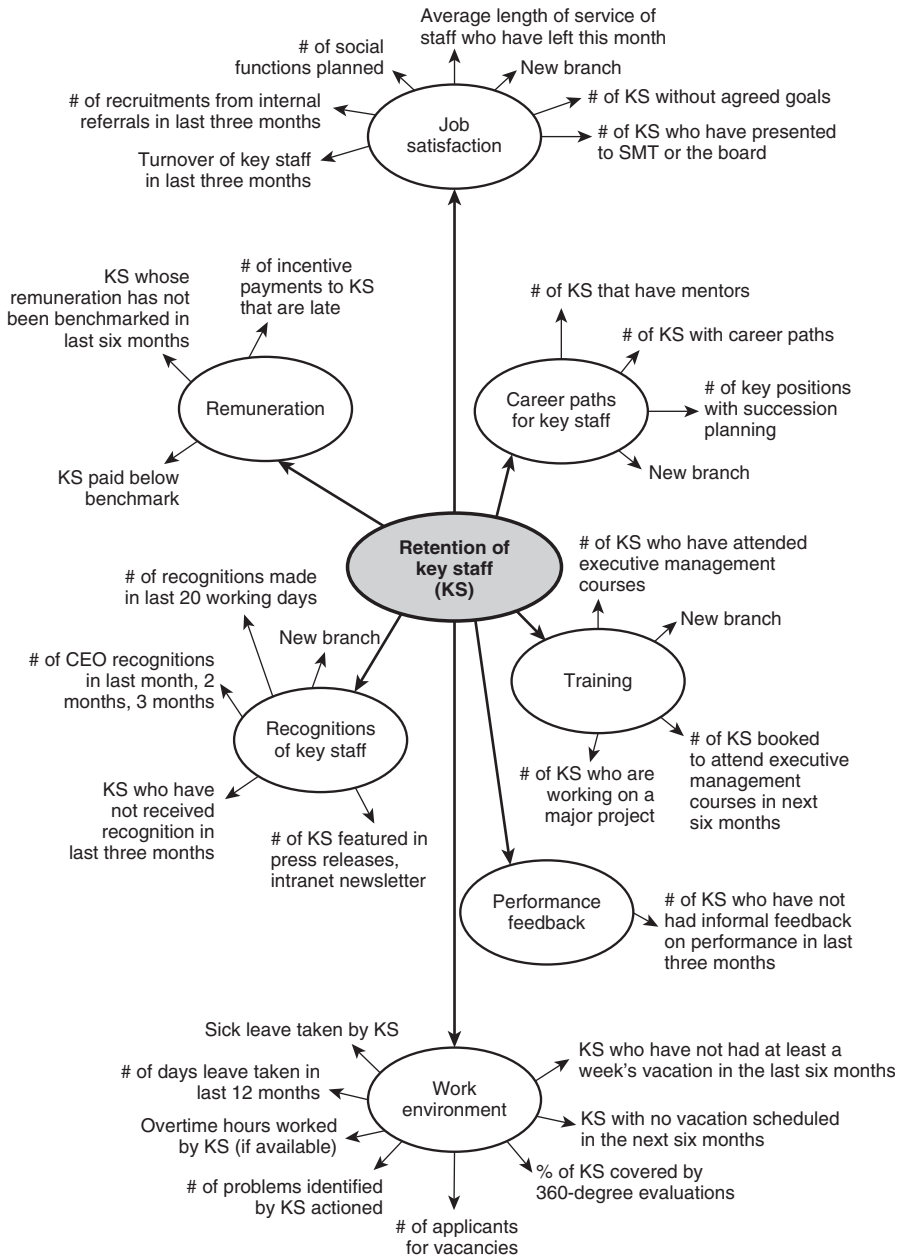 Average length of service of
staff who have left this month
# of social
functions planned
New branch
# of recruitments from internal
referrals in last three months
# of KS without agreed goals
Job
satisfaction
# of KS who have presented
to SMT or the board
Turnover of key staff
in last three months
KS whose
remuneration has not
been benchmarked in
last six months
# of incentive
payments to KS
that are late
Remuneration
KS paid below
benchmark
# of KS that have mentors
# of KS with career paths
Career paths
for key staff
# of key positions
with succession
planning
New branch
Retention of
key staff
(KS)
# of recognitions made
in last 20 working days
New branch
# of CEO recognitions
in last month, 2
months, 3 months
Recognitions
of key staff
KS who have
not received
recognition in
last three months
# of KS featured in
press releases,
intranet newsletter
# of KS who have attended
executive management
courses
New branch
Training
# of KS who are
working on a
major project
# of KS booked
to attend executive
management
courses in next
six months
Performance
feedback
# of KS who have not
had informal feedback
on performance in last
three months
Sick leave taken by KS
# of days leave taken in
last 12 months
Overtime hours worked
by KS (if available)
# of problems identified
by KS actioned
Work
environment
# of applicants
for vacancies
KS who have not had at least a
week's vacation in the last six months
KS with no vacation scheduled
in the next six months
% of KS covered by
360-degree evaluations